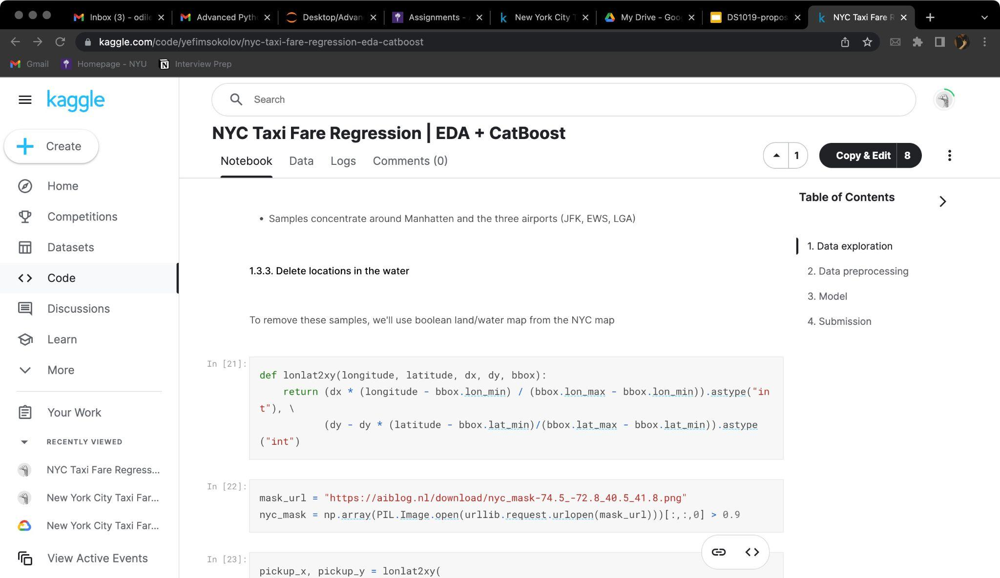 Inbox (3) - odile
Advanced Pytho
Desktop/Advan
Assignments - A
New York City T
My Drive - Goo
DS1019-propos
NYC Taxi Fare R
kaggle.com/code/yefimsokolov/nyc-taxi-fare-regression-eda-catboost
Gmail
Homepage - NYU
Interview Prep
kaggle
Search
Create
NYC Taxi Fare Regression | EDA + CatBoost
Notebook
Data
Logs
Comments (0)
1
Copy & Edit
8
Home
Competitions
Datasets
Code
Discussions
Learn
More
Your Work
RECENTLY VIEWED
NYC Taxi Fare Regress...
New York City Taxi Far...
New York City Taxi Far...
View Active Events
• Samples concentrate around Manhatten and the three airports (JFK, EWS, LGA)
1.3.3. Delete locations in the water
To remove these samples, we'll use boolean land/water map from the NYC map
In [21]:
def lonlat2xy(longitude, latitude, dx, dy, bbox):
return (dx * (longitude - bbox.lon_min) / (bbox.lon_max - bbox.lon_min)).astype("in
t"), \
(dy - dy * (latitude - bbox.lat_min)/(bbox.lat_max - bbox.lat_min)).astype
("int")
In [22]:
mask_url = "https://aiblog.nl/download/nyc_mask-74.5_-72.8_40.5_41.8.png"
nyc_mask = np.array(PIL.Image.open(urllib.request.urlopen(mask_url)))[:,:,0] > 0.9
In [23]:
pickup_x, pickup_y = lonlat2xy(
Table of Contents
1. Data exploration
2. Data preprocessing
3. Model
4. Submission